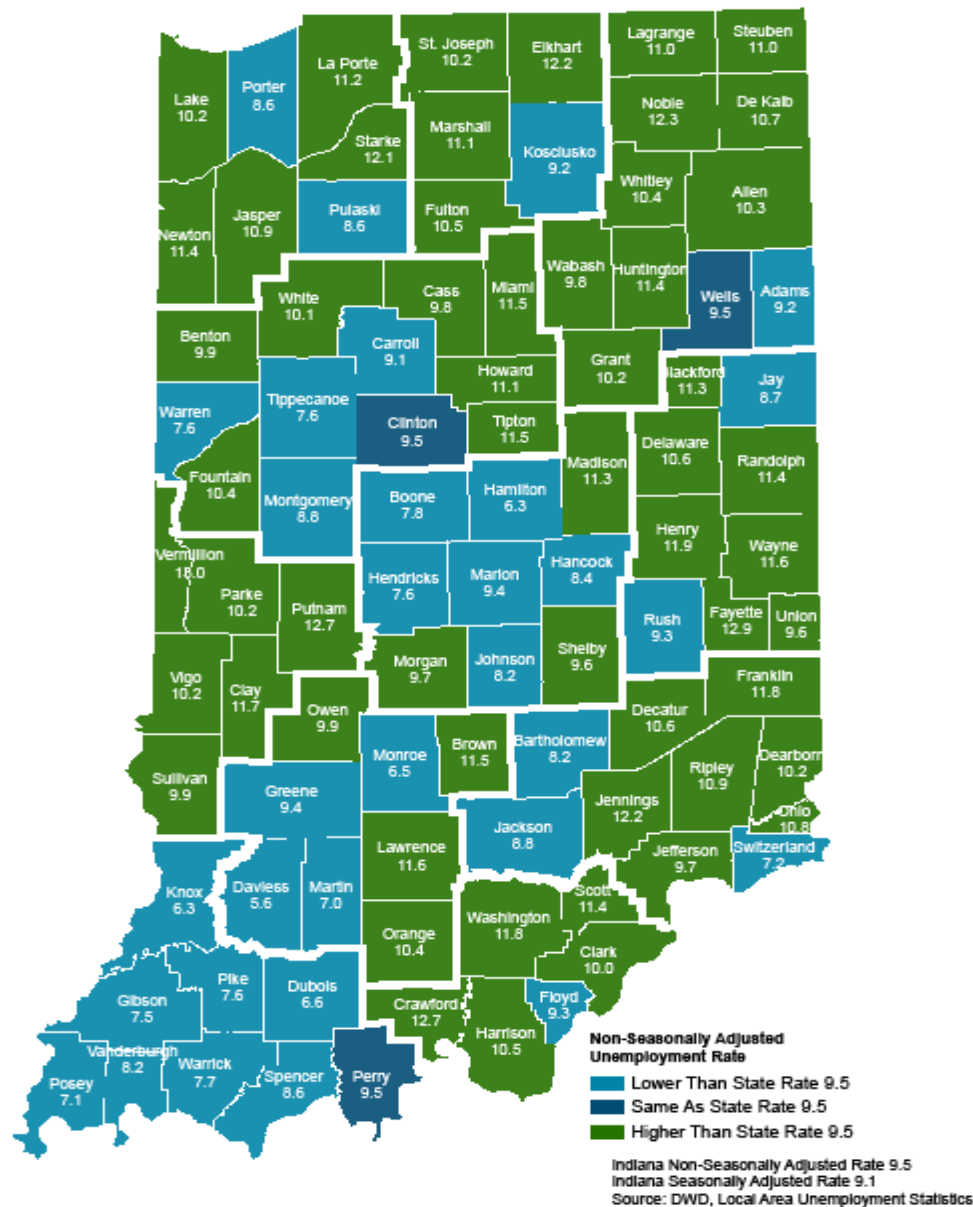 St. Joseph
10.2
Elkhart
12.2
Lagrange
11.0
Steuben
11.0
La Porte
11.2
Porter
8.6
Lake
10.2
Noble
12.3
De Kalb
10.7
Marshall
11.1
Kosciusko
9.2
Starke
12.1
Whitley
10.4
Allen
10.3
Pulaski
8.6
Fulton
10.5
Jasper
10.9
Newton
11.4
Wabash
9.8
Huntington
11.4
Wells
9.5
Adams
9.2
White
10.1
Cass
9.8
Miami
11.5
Benton
9.9
Carroll
9.1
Howard
11.1
Grant
10.2
Blackford
11.3
Jay
8.7
Warren
7.6
Tippecanoe
7.6
Clinton
9.5
Tipton
11.5
Madison
11.3
Delaware
10.6
Randolph
11.4
Fountain
10.4
Montgomery
8.8
Boone
7.8
Hamilton
6.3
Henry
11.9
Wayne
11.6
Vermillion
18.0
Parke
10.2
Putnam
12.7
Hendricks
7.6
Marion
9.4
Hancock
8.4
Rush
9.3
Fayette
12.9
Union
9.6
Vigo
10.2
Clay
11.7
Morgan
9.7
Johnson
8.2
Shelby
9.6
Franklin
11.8
Owen
9.9
Monroe
6.5
Brown
11.5
Bartholomew
8.2
Decatur
10.6
Ripley
10.9
Dearborn
10.2
Sullivan
9.9
Greene
9.4
Jackson
8.8
Jennings
12.2
Ohio
10.8
Switzerland
7.2
Jefferson
9.7
Lawrence
11.6
Knox
6.3
Daviess
5.6
Martin
7.0
Washington
11.8
Scott
11.4
Orange
10.4
Clark
10.0
Gibson
7.5
Pike
7.6
Dubois
6.6
Crawford
12.7
Harrison
10.5
Floyd
9.3
Posey
7.1
Vanderburgh
8.2
Warrick
7.7
Spencer
8.6
Perry
9.5
Non-Seasonally Adjusted
Unemployment Rate
Lower Than State Rate 9.5
Same As State Rate 9.5
Higher Than State Rate 9.5
Indiana Non-Seasonally Adjusted Rate 9.5
Indiana Seasonally Adjusted Rate 9.1
Source: DWD, Local Area Unemployment Statistics